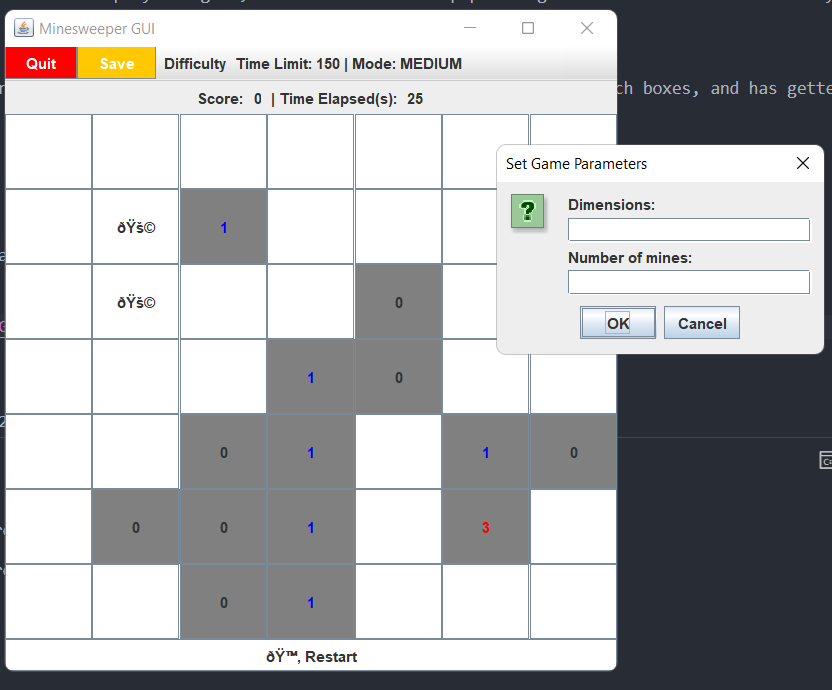 Minesweeper GUI
Quit Save Difficulty Time Limit: 150 | Mode: MEDIUM
Score: 0 | Time Elapsed(s): 25
ch boxes, and has gette
Set Game Parameters
?
Dimensions:
Number of mines:
OK Cancel
ðŸš© 1
ðŸš© 0
1 0
0 1 1 0
0 0 1 3
0 1
ðŸ™‚ Restart